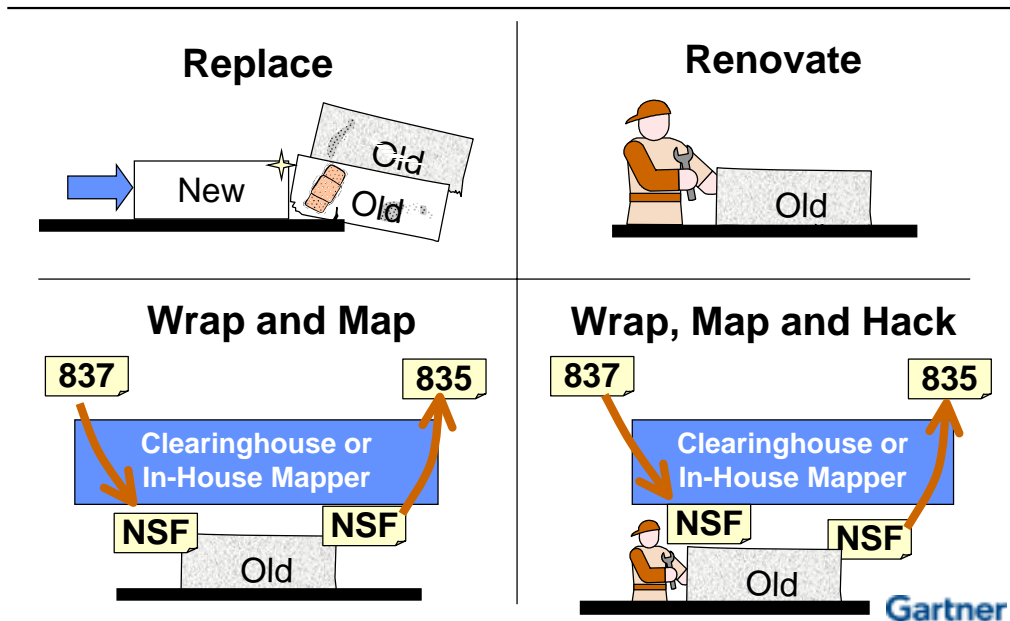 Replace
Old
New
Old
Renovate
Old
Wrap and Map
837
835
Clearinghouse or
In-House Mapper
NSF
NSF
Old
Wrap, Map and Hack
837
835
Clearinghouse or
In-House Mapper
NSF
NSF
Old
Gartner